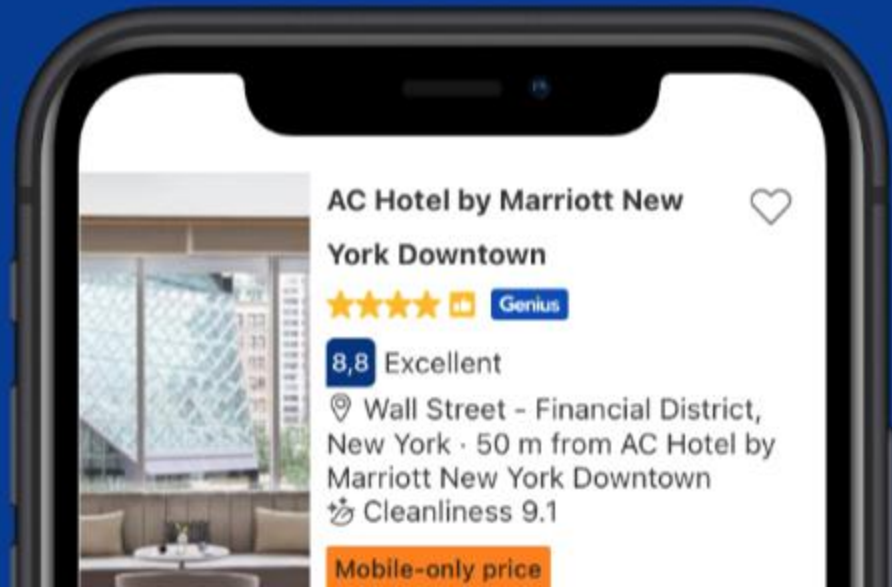 AC Hotel by Marriott New
York Downtown
Genius
8,8 Excellent
Wall Street - Financial District,
New York · 50 m from AC Hotel by
Marriott New York Downtown
Cleanliness 9.1
Mobile-only price